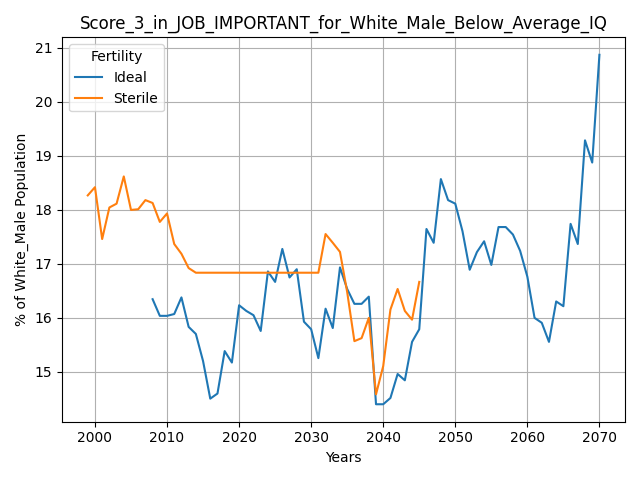 Score_3_in_JOB_IMPORTANT_for_White_Male_Below_Average_IQ
Fertility
Ideal
Sterile
% of White_Male Population
21
20
19
18
17
16
15
2000 2010 2020 2030 2040 2050 2060 2070
Years